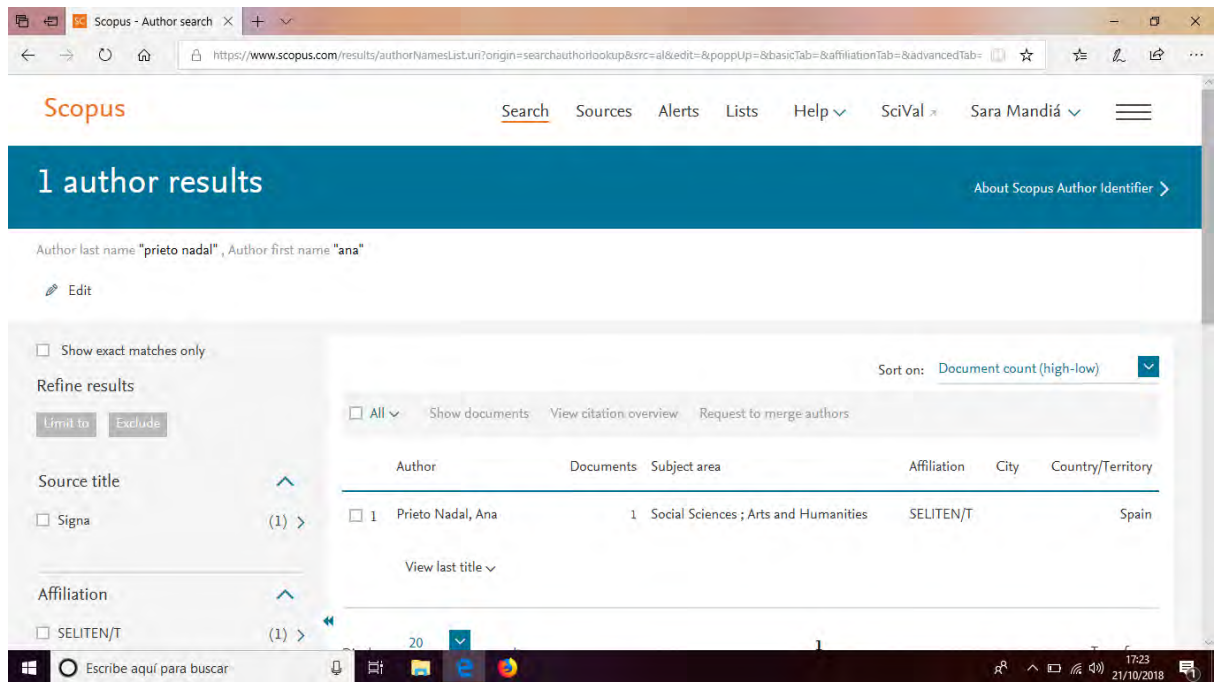 Scopus - Author search
https://www.scopus.com/results/authorNamesList.uri?origin=searchauthorlookup&src=al&edit=&poppUp=&basicTab=&affiliationTab=&advancedTab=
Scopus Search Sources Alerts Lists Help SciVal Sara Mandiá
1 author results
About Scopus Author Identifier
Author last name "prieto nadal" , Author first name "ana"
Edit
Show exact matches only
Sort on: Document count (high-low)
Refine results
Limit to Exclude
All Show documents View citation overview Request to merge authors
Author Documents Subject area Affiliation City Country/Territory
Source title
Signa (1)
1 Prieto Nadal, Ana 1 Social Sciences ; Arts and Humanities SELITEN/T Spain
View last title
Affiliation
SELITEN/T (1)
20
1
Escribe aquí para buscar
17:23
21/10/2018